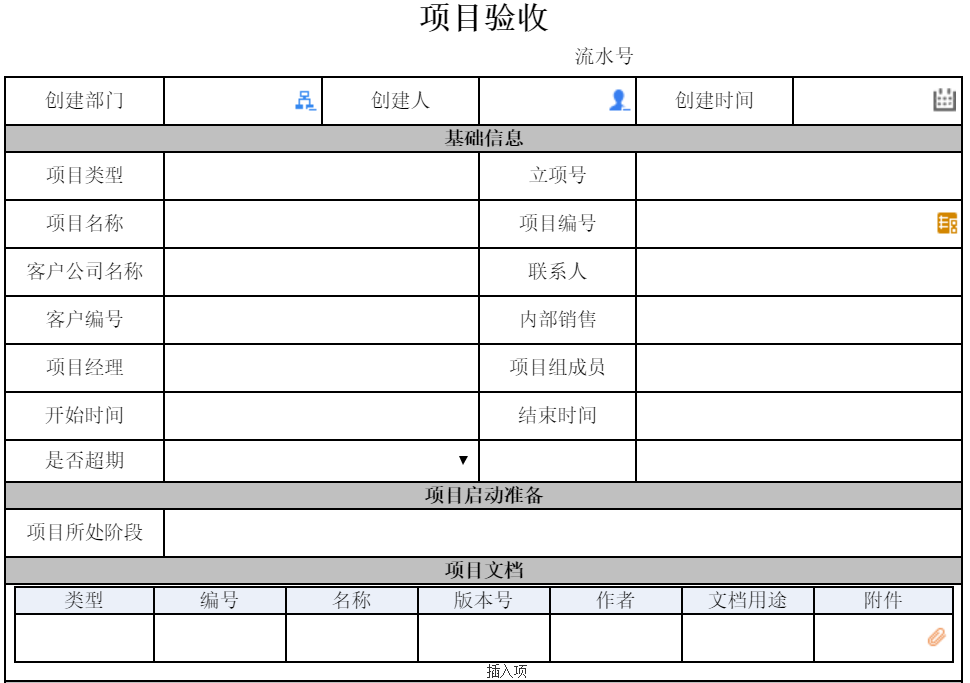 项目验收
流水号
创建部门 创建人 创建时间
基础信息
项目类型 立项号
项目名称 项目编号
客户公司名称 联系人
客户编号 内部销售
项目经理 项目组成员
开始时间 结束时间
是否超期
项目启动准备
项目所处阶段
项目文档
类型 编号 名称 版本号 作者 文档用途 附件
插入项